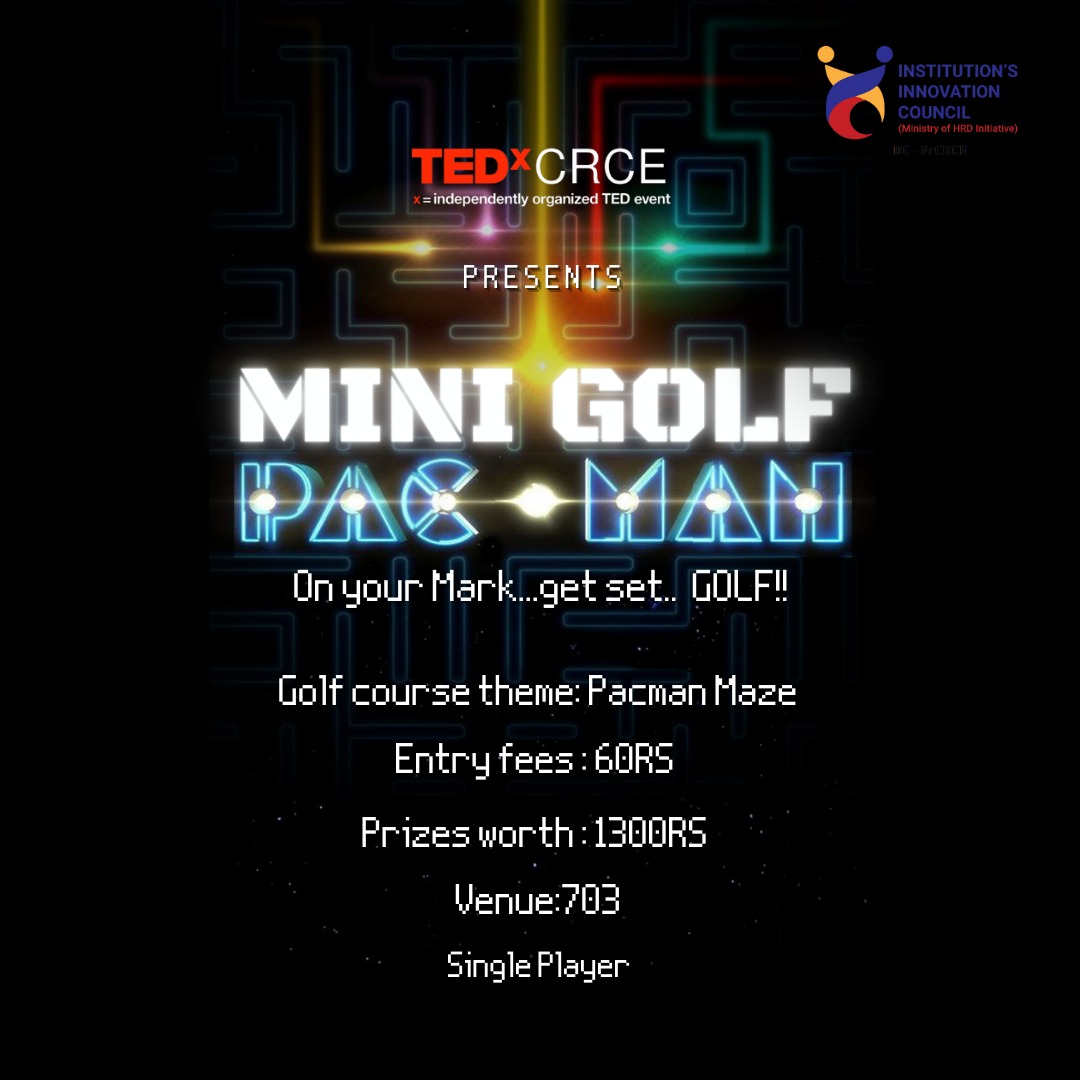 INSTITUTION'S
INNOVATION
COUNCIL
(Ministry of HRD Initiative)
TEDxCRCE
x = independently organized TED event
PRESENTS
MINI GOLF
PAC MAN
On your Mark...get set.. GOLF!!
Golf course theme: Pacman Maze
Entry fees : 60RS
Prizes worth : 1300RS
Venue:703
Single Player